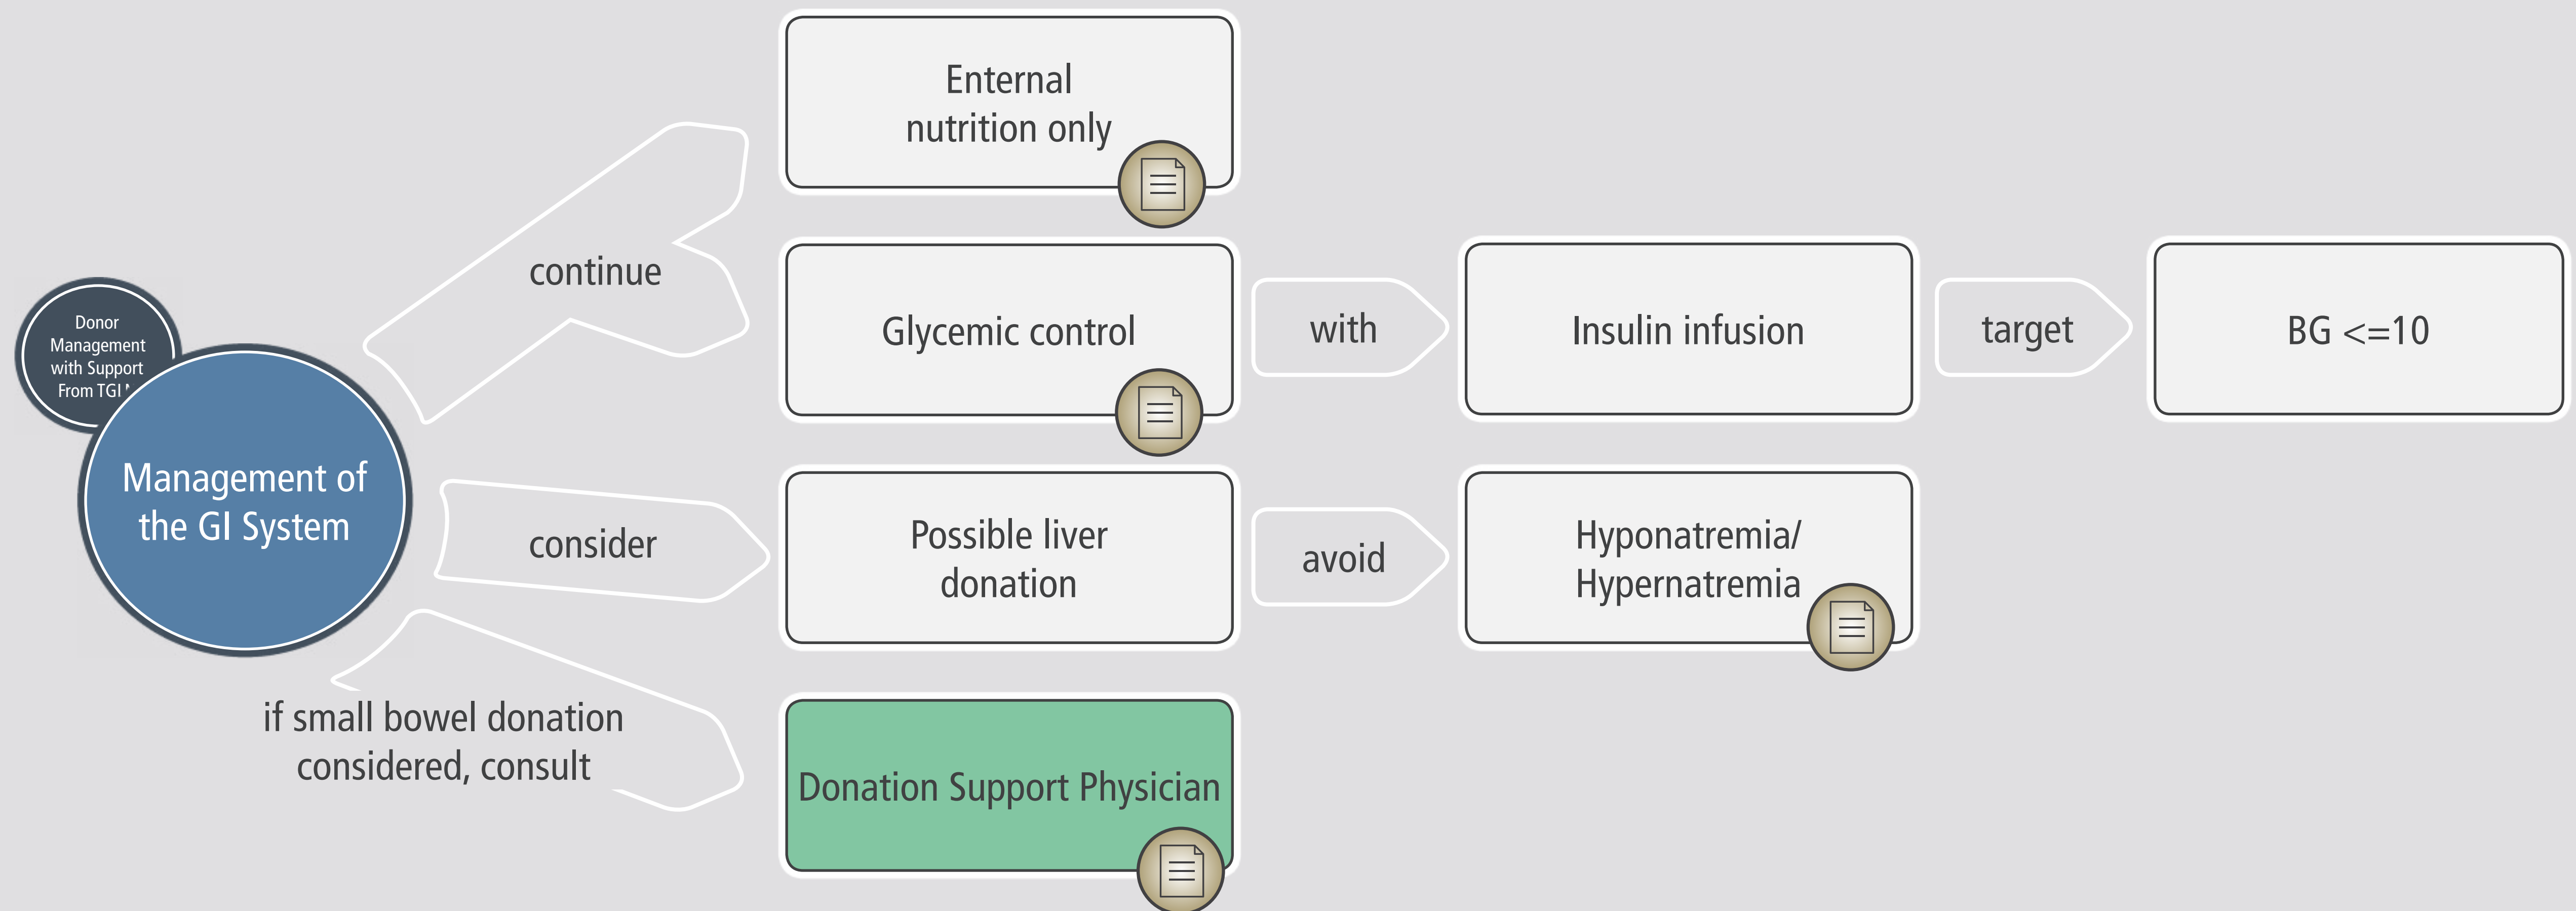 Enternal
nutrition only
continue
Glycemic control
with
Insulin infusion
target
BG <=10
Donor
Management
with Support
From TGI
Management of
the GI System
consider
Possible liver
donation
avoid
Hyponatremia/
Hypernatremia
if small bowel donation
considered, consult
Donation Support Physician